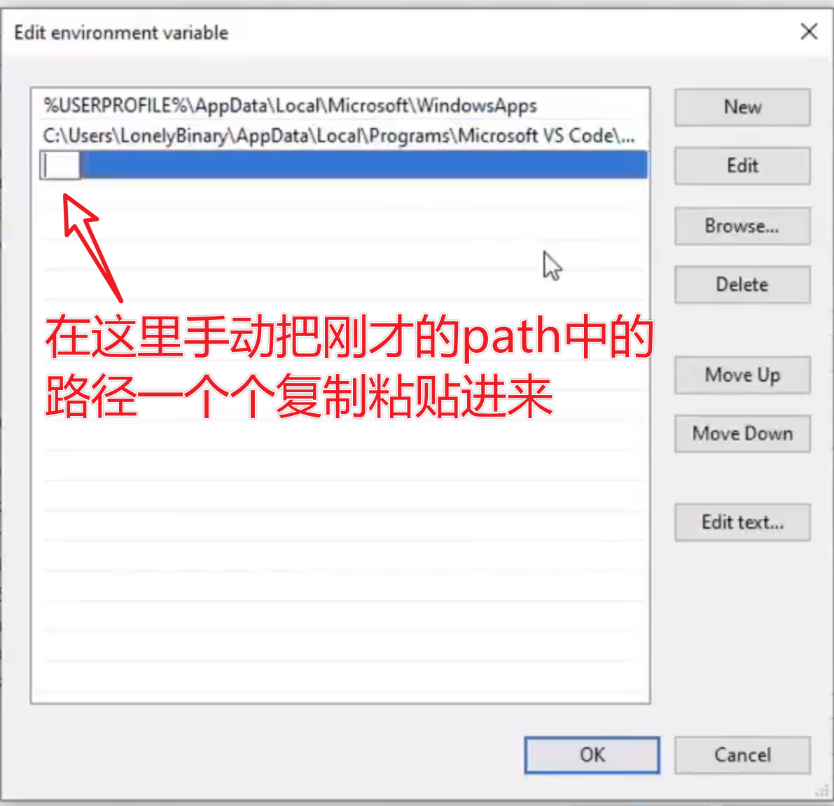 Edit environment variable
%USERPROFILE%\AppData\Local\Microsoft\WindowsApps
C:\Users\LonelyBinary\AppData\Local\Programs\Microsoft VS Code\...
New
Edit
Browse...
Delete
在这里手动把刚才的path中的
路径一个个复制粘贴进来
Move Up
Move Down
Edit text...
OK
Cancel